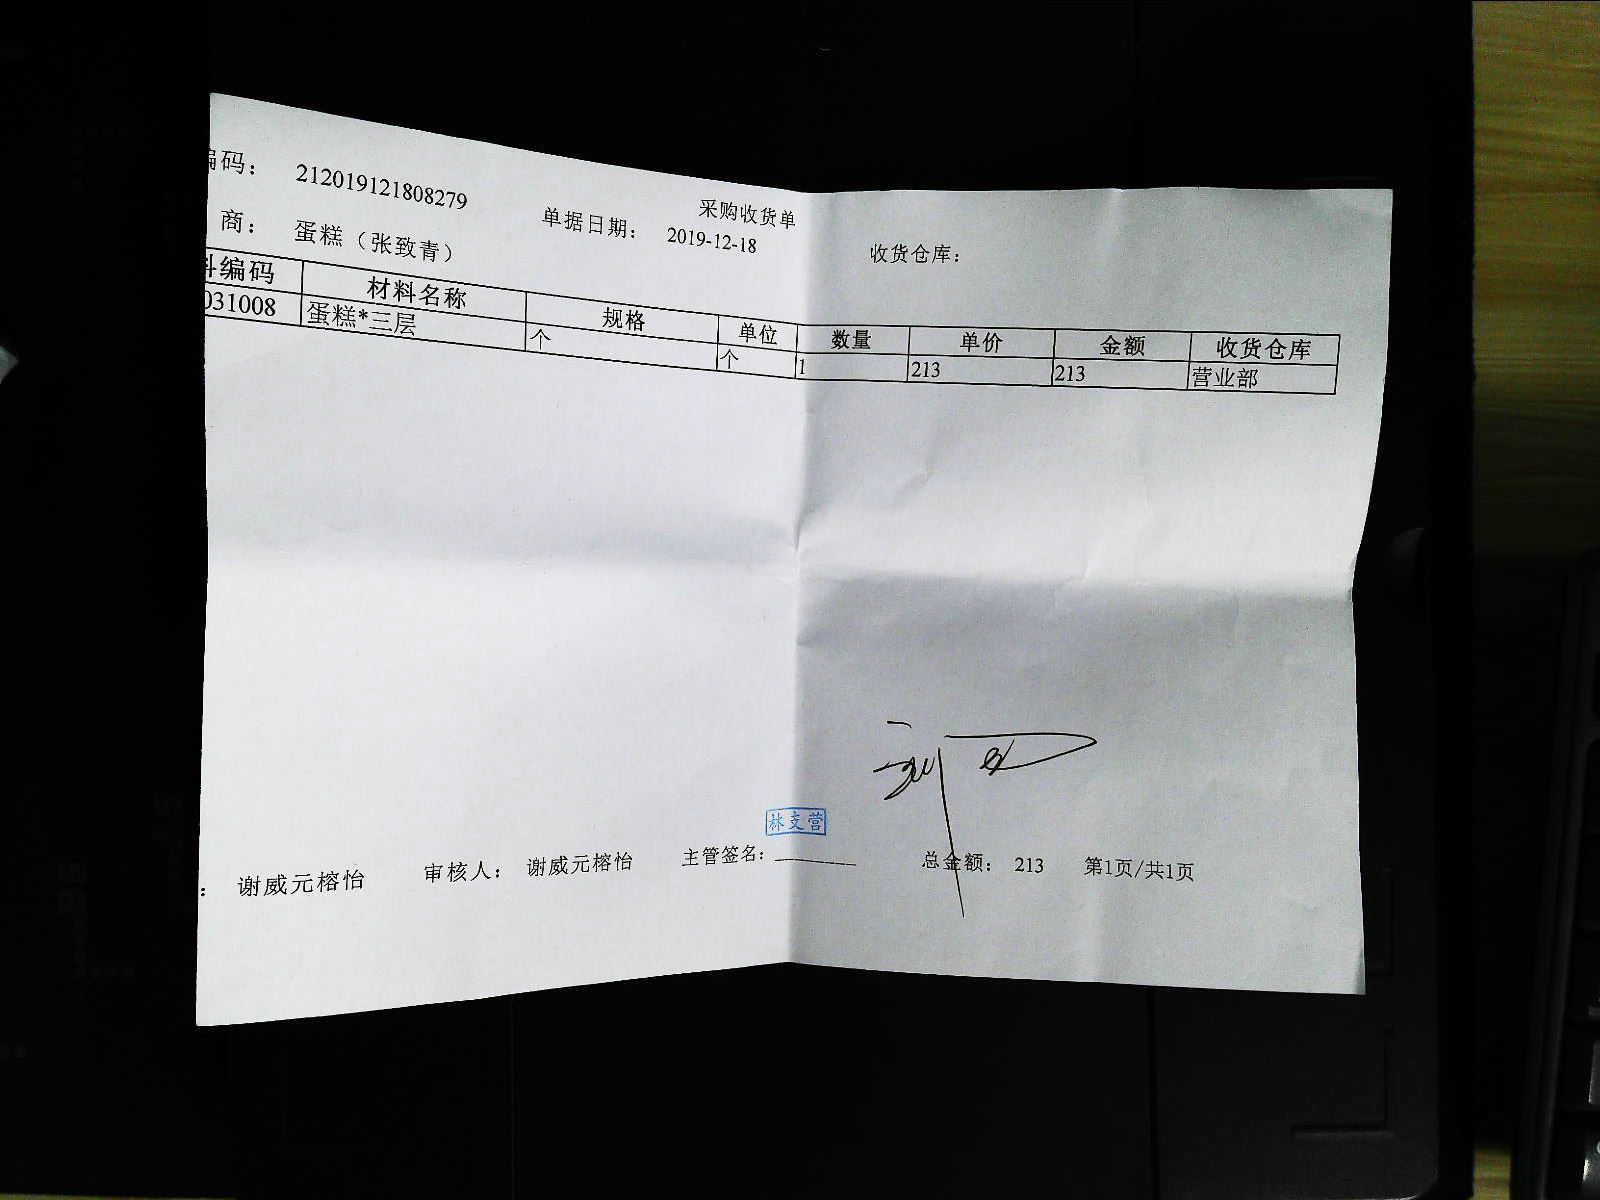 采购收货单
编码： 212019121808279 单据日期： 2019-12-18 收货仓库：
商： 蛋糕（张致青）
料编码 材料名称 规格 单位 数量 单价 金额 收货仓库
031008 蛋糕*三层 个 个 1 213 213 营业部
林支营
： 谢威元榕怡 审核人： 谢威元榕怡 主管签名： 总金额： 213 第1页/共1页